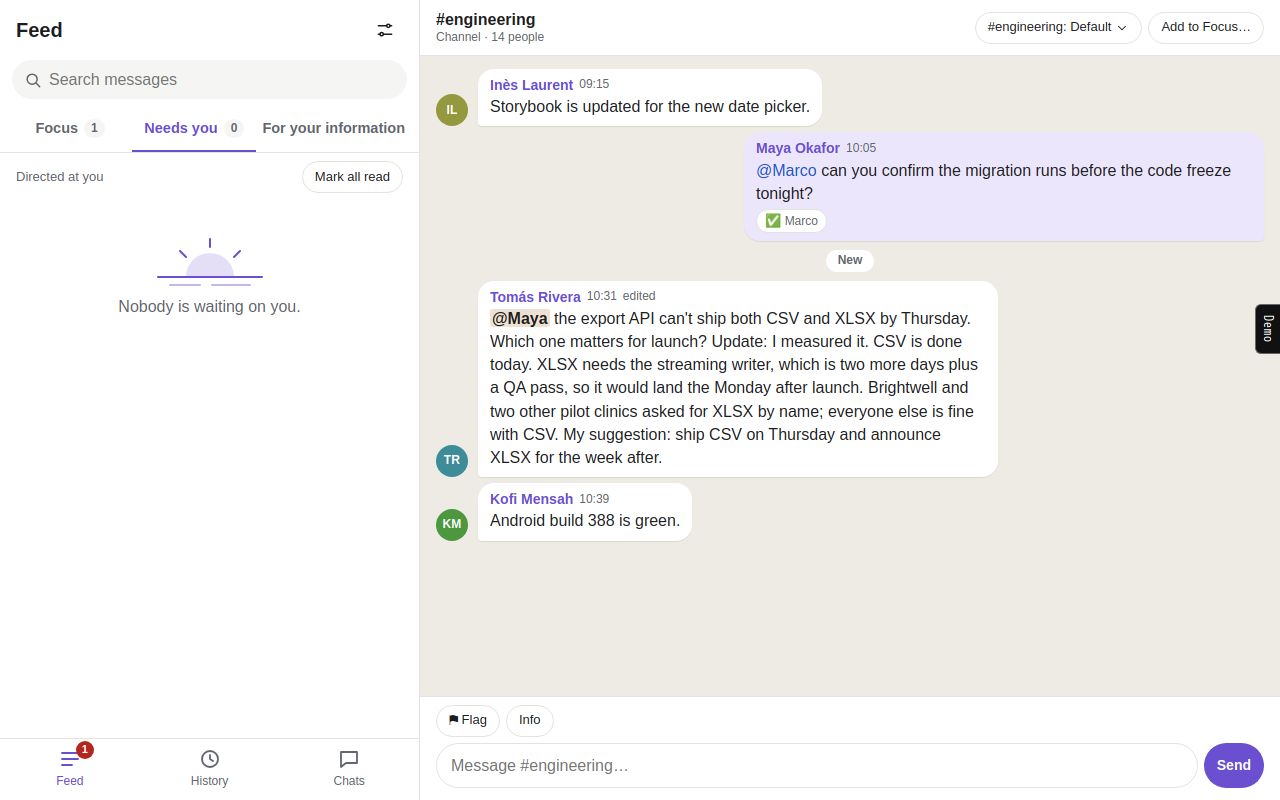 Feed
Search messages
Focus 1
Needs you 0
For your information
Directed at you
Mark all read
Nobody is waiting on you.
1
Feed
History
Chats
#engineering
Channel · 14 people
#engineering: Default
Add to Focus…
IL
Inès Laurent 09:15
Storybook is updated for the new date picker.
Maya Okafor 10:05
@Marco can you confirm the migration runs before the code freeze
tonight?
✅ Marco
New
TR
Tomás Rivera 10:31 edited
@Maya the export API can't ship both CSV and XLSX by Thursday.
Which one matters for launch? Update: I measured it. CSV is done
today. XLSX needs the streaming writer, which is two more days plus
a QA pass, so it would land the Monday after launch. Brightwell and
two other pilot clinics asked for XLSX by name; everyone else is fine
with CSV. My suggestion: ship CSV on Thursday and announce
XLSX for the week after.
KM
Kofi Mensah 10:39
Android build 388 is green.
Demo
Flag
Info
Message #engineering…
Send